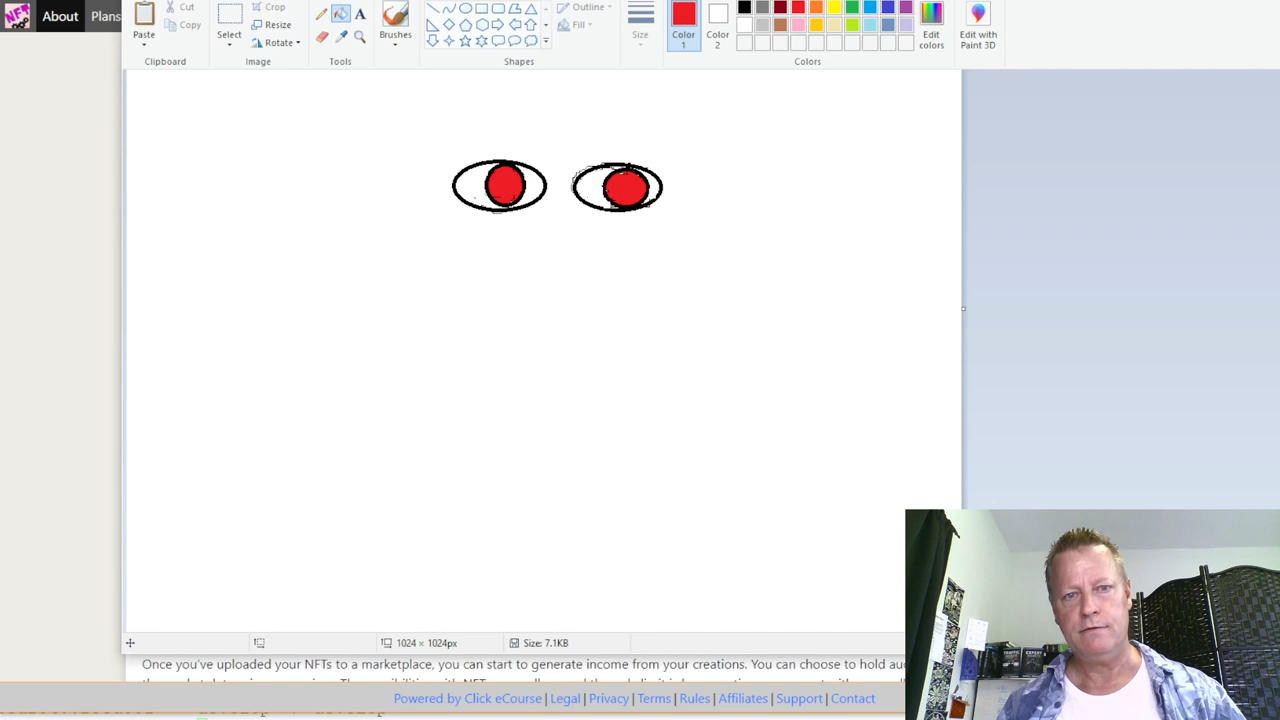 NFT About Plans
Paste
Cut
Copy
Clipboard
Select
Crop
Resize
Rotate
Image
A
Tools
Brushes
Shapes
Outline
Fill
Size
Color
1
Color
2
Edit
colors
Colors
Edit with
Paint 3D
1024 × 1024px
Size: 7.1KB
Once you've uploaded your NFTs to a marketplace, you can start to generate income from your creations. You can choose to hold
Powered by Click eCourse | Legal | Privacy | Terms | Rules | Affiliates | Support | Contact